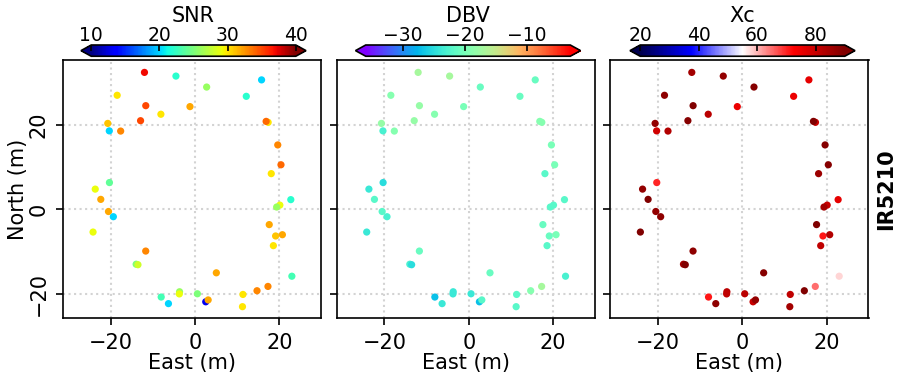 SNR DBV Xc
10 20 30 40 −30 −20 −10 20 40 60 80
North (m)
20
0
−20
IR5210
−20 0 20 −20 0 20 −20 0 20
East (m) East (m) East (m)